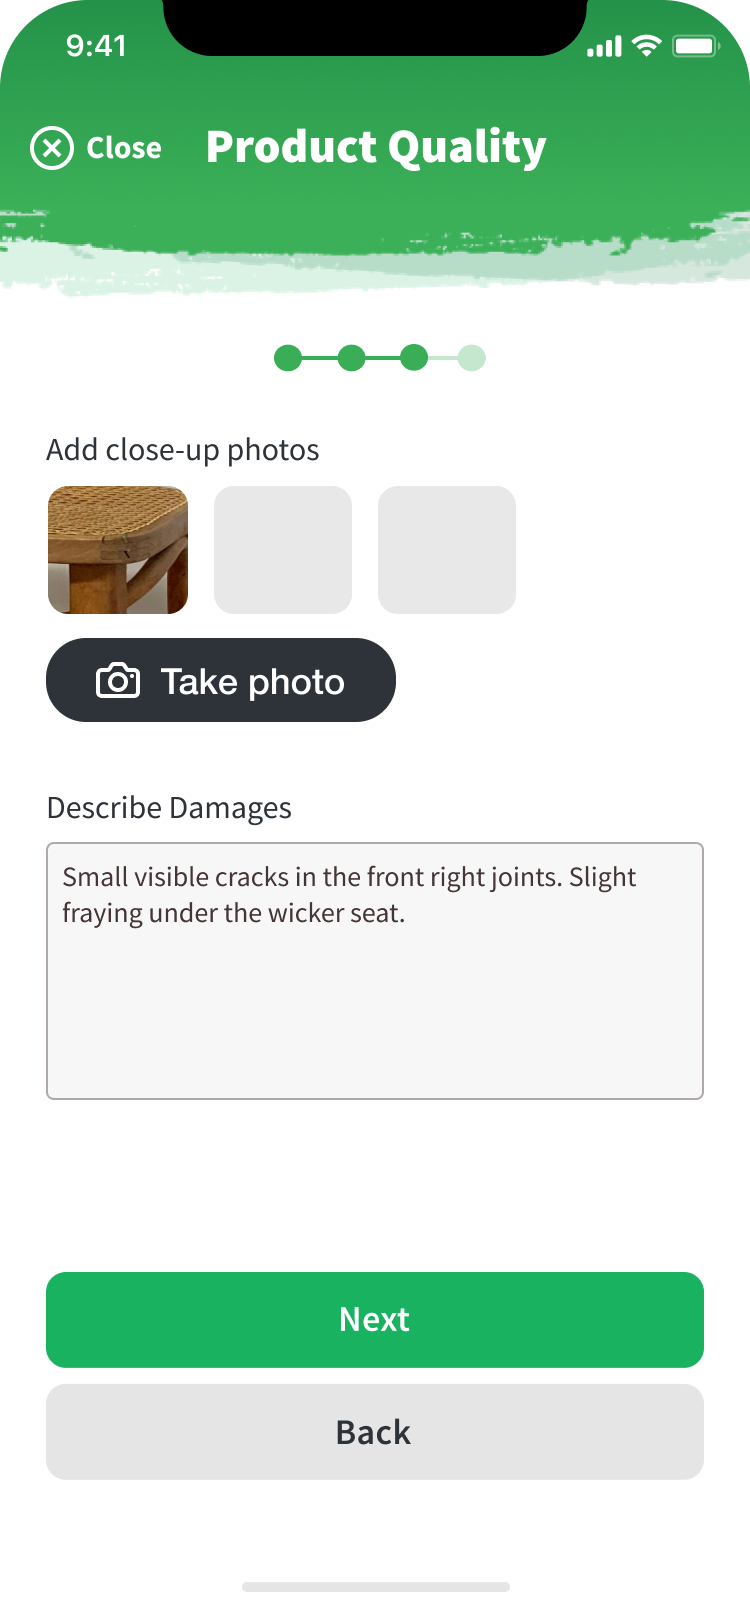 9:41
Close
Product Quality
Add close-up photos
Take photo
Describe Damages
Small visible cracks in the front right joints. Slight
fraying under the wicker seat.
Next
Back